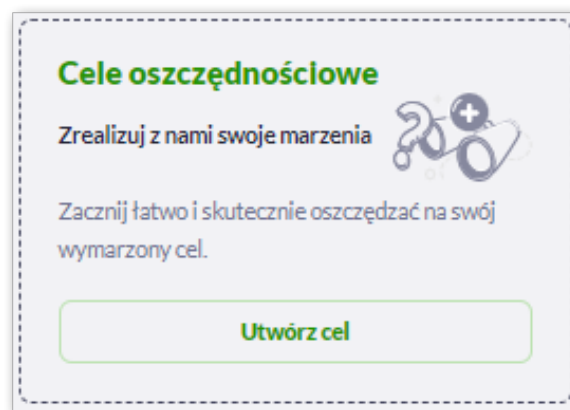 Cele oszczędnościowe
Zrealizuj z nami swoje marzenia
Zacznij łatwo i skutecznie oszczędzać na swój
wymarzony cel.
Utwórz cel